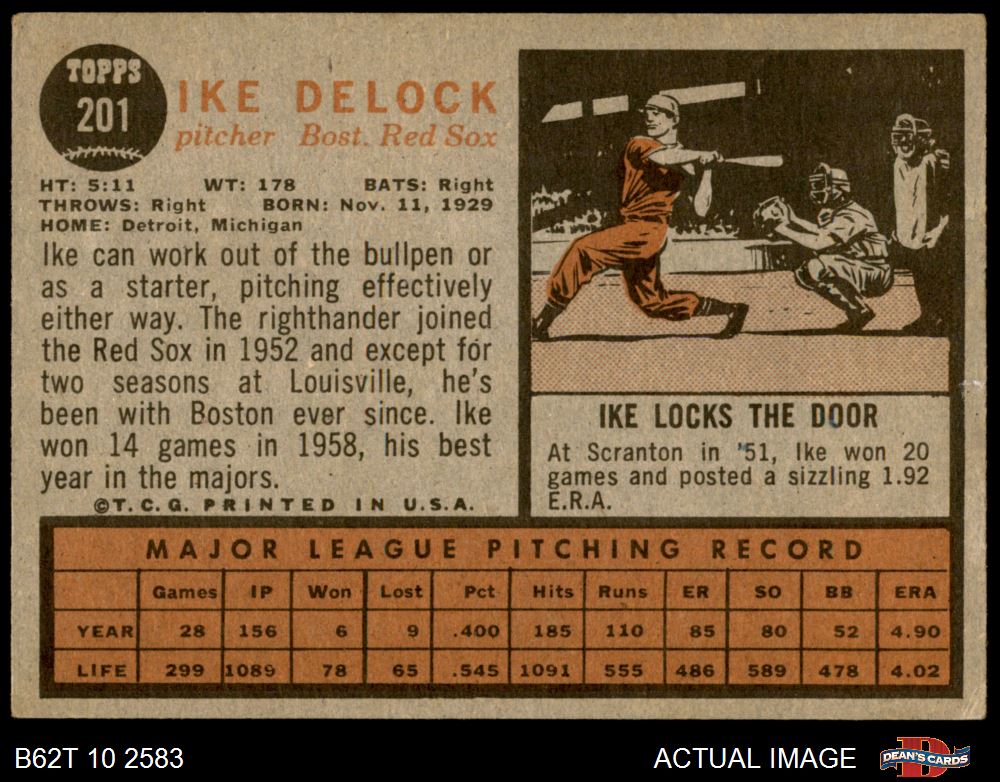 TOPPS
201
IKE DELOCK
pitcher Bost. Red Sox
HT: 5:11 WT: 178 BATS: Right
THROWS: Right BORN: Nov. 11, 1929
HOME: Detroit, Michigan
Ike can work out of the bullpen or
as a starter, pitching effectively
either way. The righthander joined
the Red Sox in 1952 and except for
two seasons at Louisville, he's
been with Boston ever since. Ike
won 14 games in 1958, his best
year in the majors.
©T.C.G. PRINTED IN U.S.A.
IKE LOCKS THE DOOR
At Scranton in '51, Ike won 20
games and posted a sizzling 1.92
E.R.A.
MAJOR LEAGUE PITCHING RECORD
Games IP Won Lost Pct Hits Runs ER SO BB ERA
YEAR 28 156 6 9 .400 185 110 85 80 52 4.90
LIFE 299 1089 78 65 .545 1091 555 486 589 478 4.02
B62T 10 2583 ACTUAL IMAGE DEAN'S CARDS